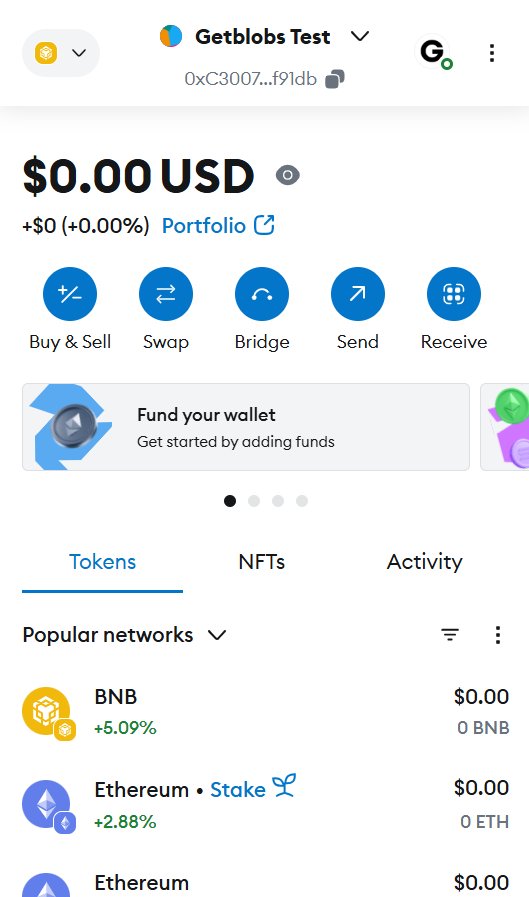 Getblobs Test
0xC3007...f91db
G
$0.00 USD
+$0 (+0.00%) Portfolio
Buy & Sell
Swap
Bridge
Send
Receive
Fund your wallet
Get started by adding funds
Tokens
NFTs
Activity
Popular networks
BNB
$0.00
+5.09%
0 BNB
Ethereum • Stake
$0.00
+2.88%
0 ETH
Ethereum
$0.00